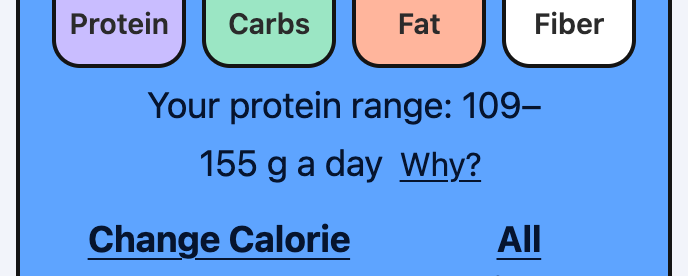 Protein Carbs Fat Fiber
Your protein range: 109–
155 g a day Why?
Change Calorie All